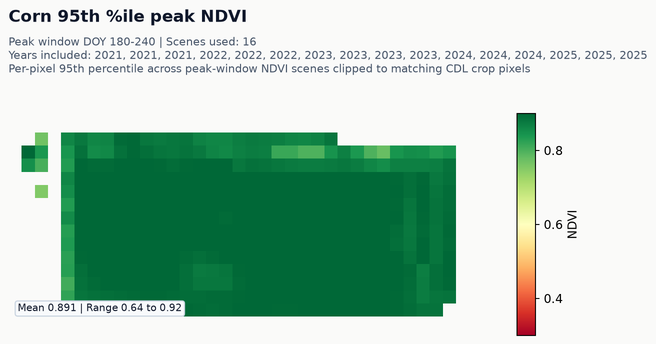 Corn 95th %ile peak NDVI
Peak window DOY 180-240 | Scenes used: 16
Years included: 2021, 2021, 2021, 2022, 2022, 2022, 2023, 2023, 2023, 2023, 2024, 2024, 2024, 2025, 2025, 2025
Per-pixel 95th percentile across peak-window NDVI scenes clipped to matching CDL crop pixels
0.8
0.6
0.4
NDVI
Mean 0.891 | Range 0.64 to 0.92